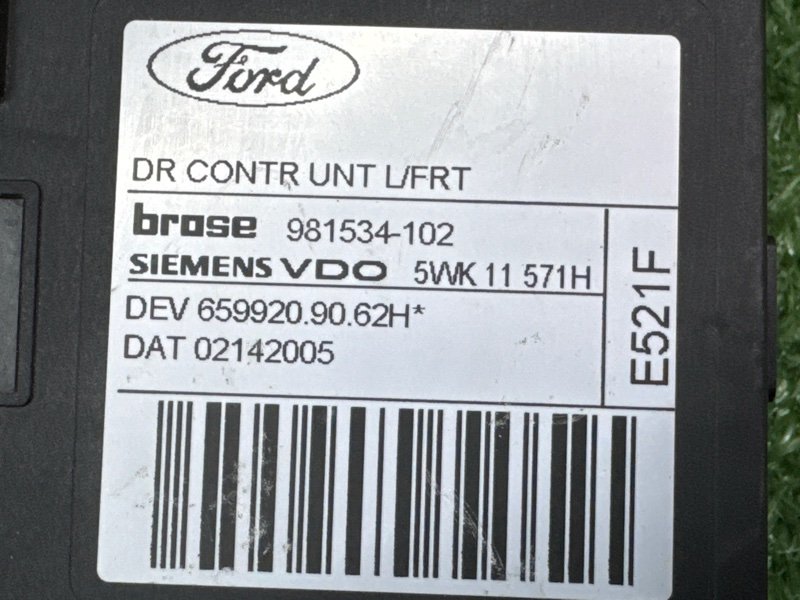 Ford
DR CONTR UNT L/FRT
brose 981534-102
SIEMENS VDO 5WK 11 571H
DEV 659920.90.62H*
DAT 02142005
E521F